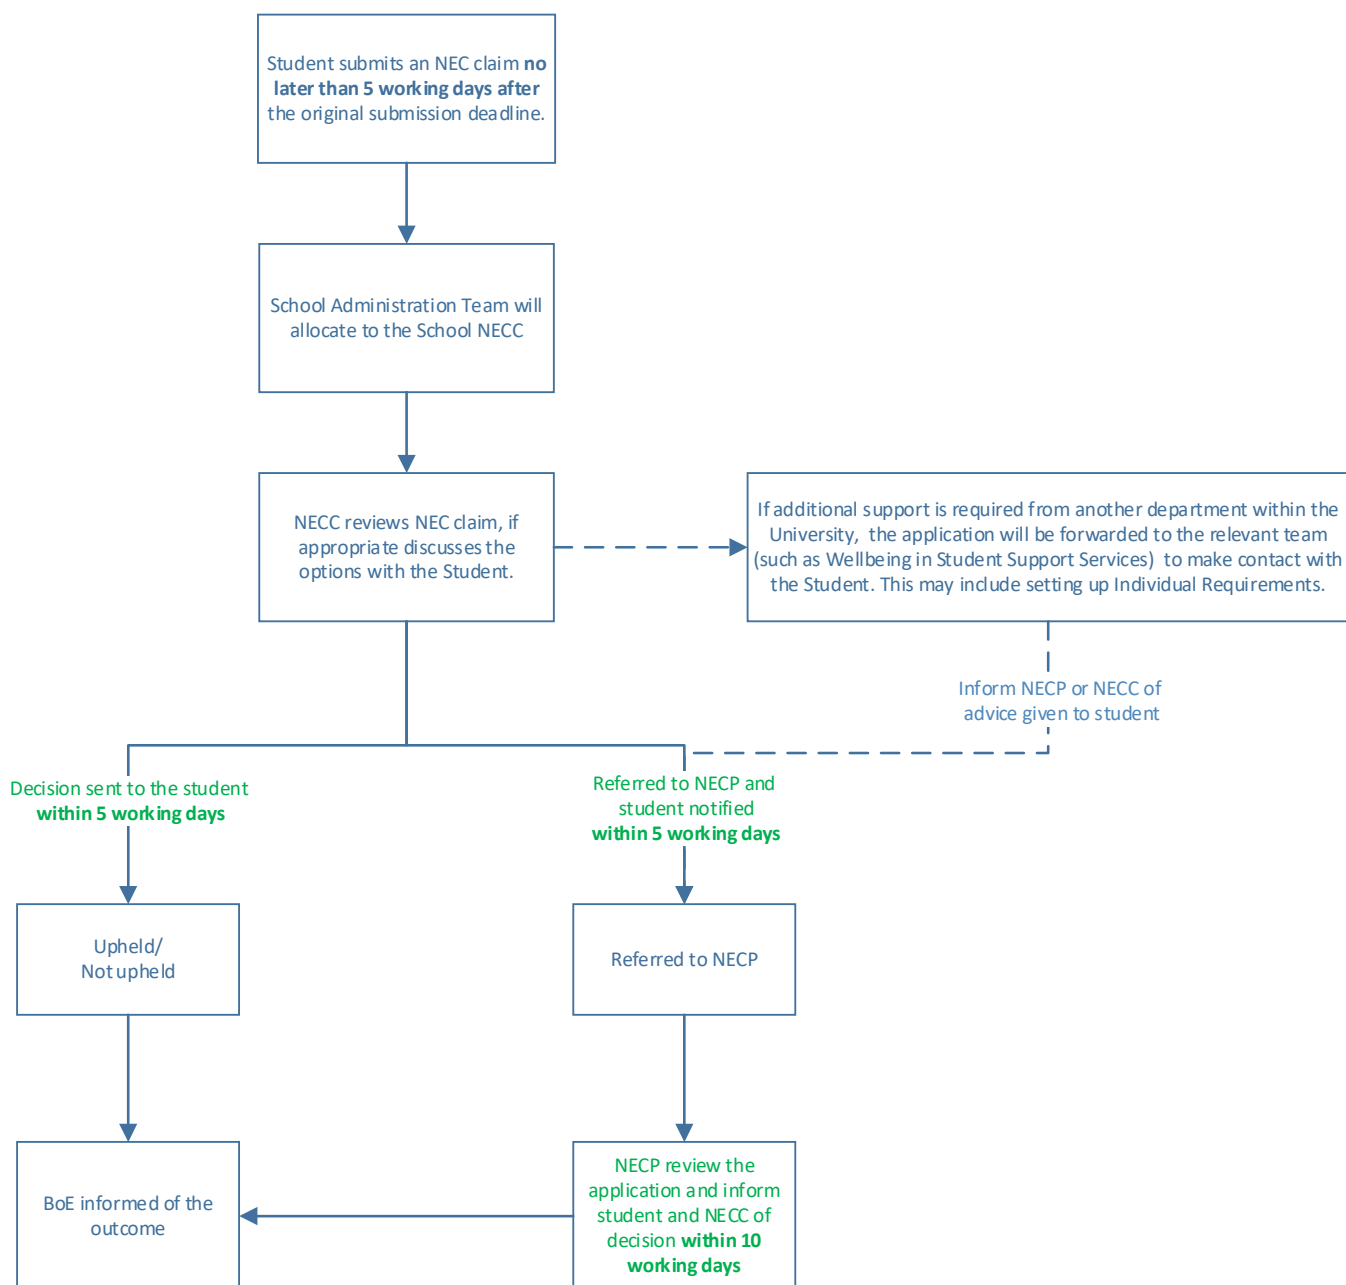 Student submits an NEC claim no
later than 5 working days after
the original submission deadline.
School Administration Team will
allocate to the School NECC
NECC reviews NEC claim, if
appropriate discusses the
options with the Student.
If additional support is required from another department within the
University, the application will be forwarded to the relevant team
(such as Wellbeing in Student Support Services) to make contact with
the Student. This may include setting up Individual Requirements.
Inform NECP or NECC of
advice given to student
Decision sent to the student
within 5 working days
Referred to NECP and
student notified
within 5 working days
Upheld/
Not upheld
Referred to NECP
BoE informed of the
outcome
NECP review the
application and inform
student and NECC of
decision within 10
working days